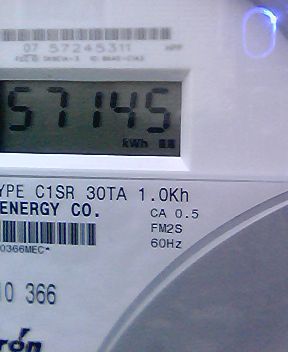 07 57245311
57145
kWh
YPE C1SR 30TA 1.0Kh
ENERGY CO.
CA 0.5
FM2S
60Hz
0366MEC*
10 366
rón